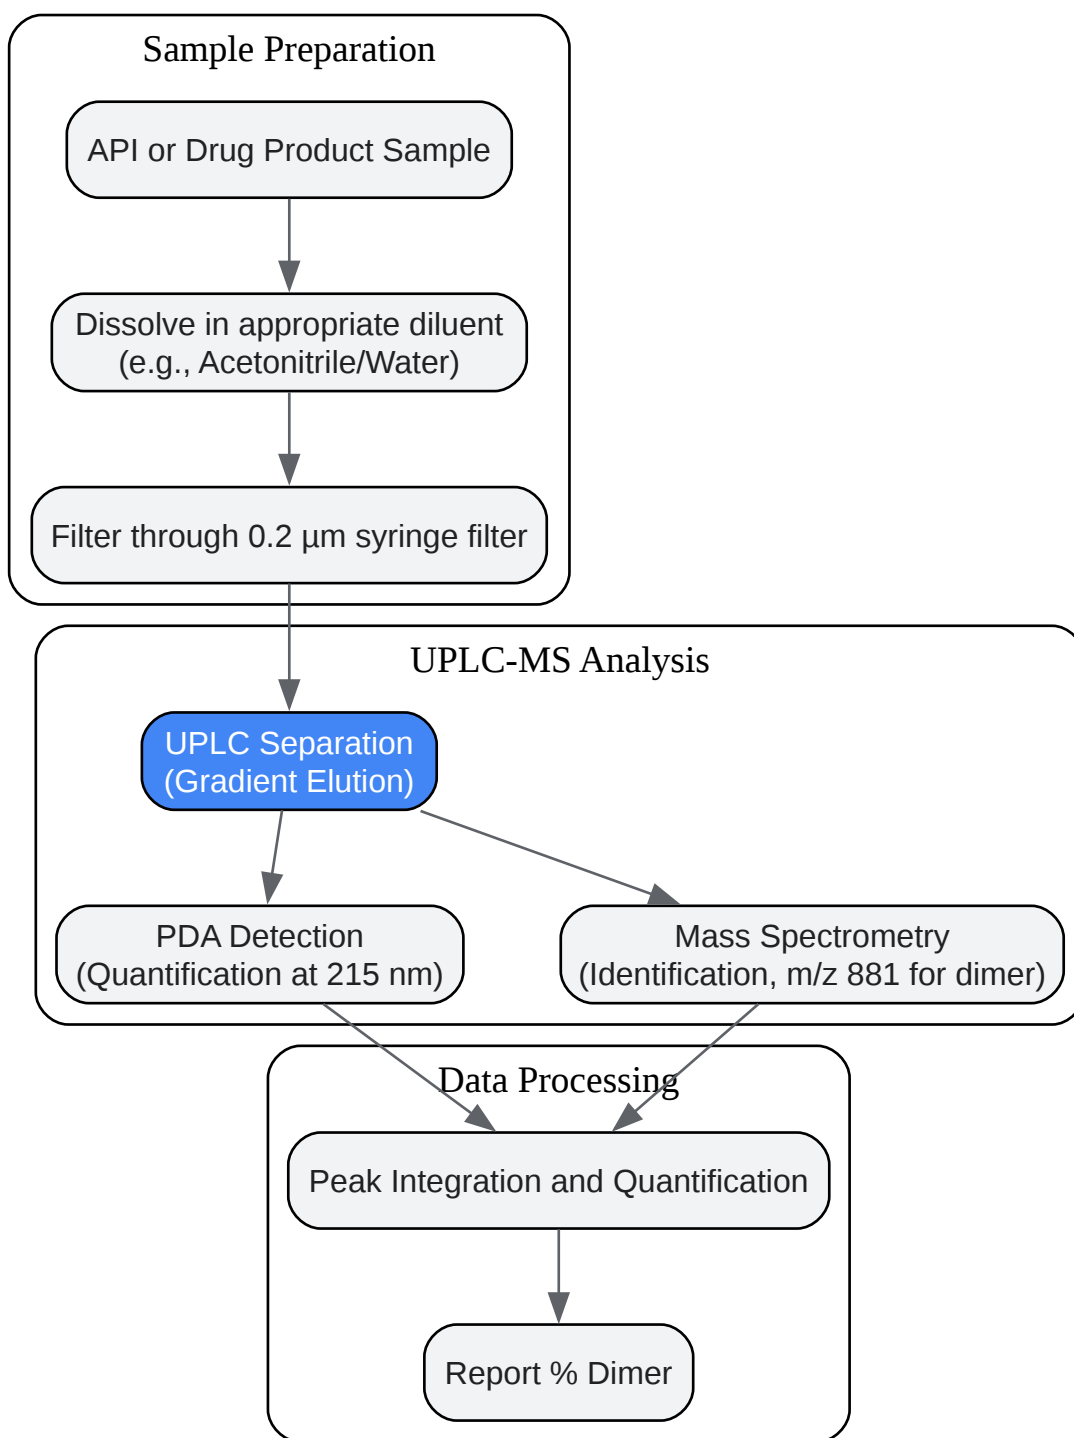 Sample Preparation
API or Drug Product Sample
Dissolve in appropriate diluent
(e.g., Acetonitrile/Water)
Filter through 0.2 µm syringe filter
UPLC-MS Analysis
UPLC Separation
(Gradient Elution)
PDA Detection
(Quantification at 215 nm)
Mass Spectrometry
(Identification, m/z 881 for dimer)
Data Processing
Peak Integration and Quantification
Report % Dimer